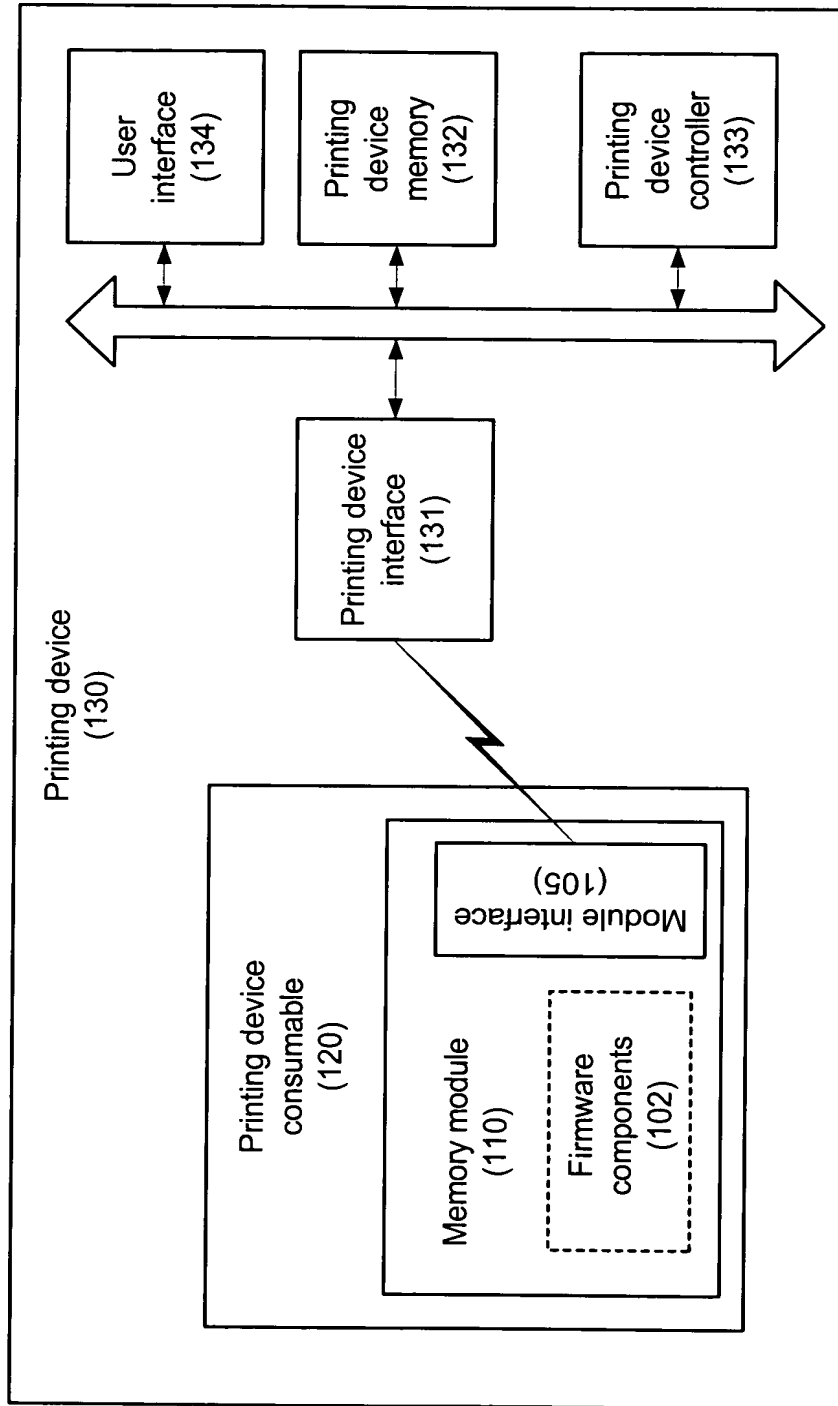 Printing device
(130)
Printing device
consumable
(120)
Memory module
(110)
Firmware
components
(102)
Module interface
(105)
Printing device
interface
(131)
User
interface
(134)
Printing
device
memory
(132)
Printing
device
controller
(133)